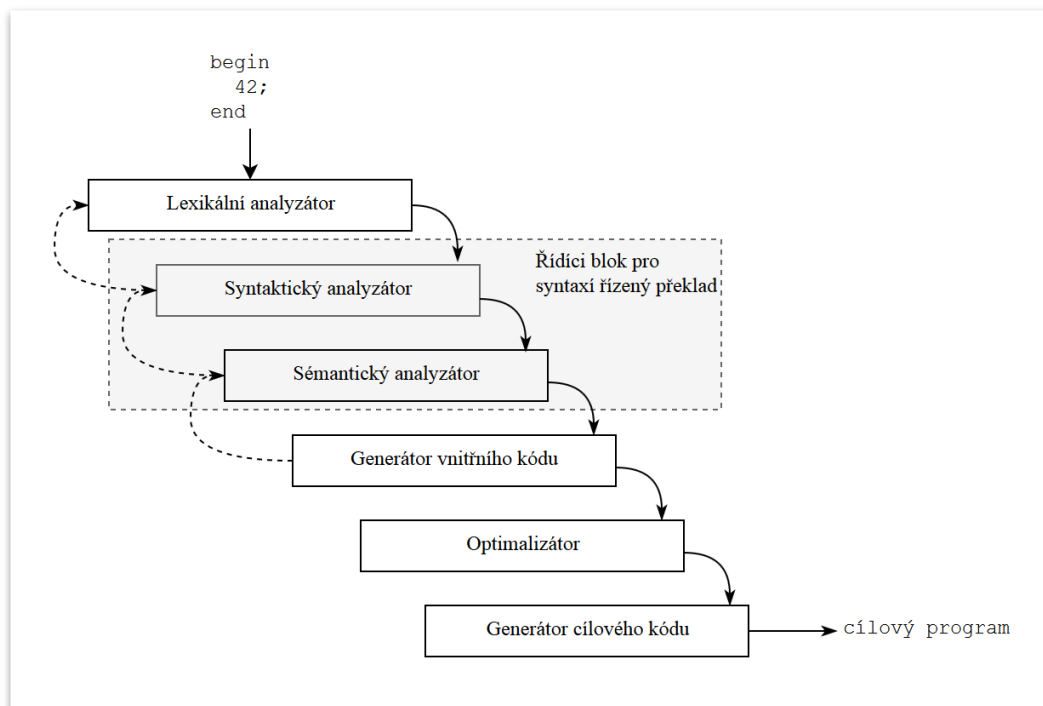 begin
42;
end
Lexikální analyzátor
Řídíci blok pro
syntaxí řízený překlad
Syntaktický analyzátor
Sémantický analyzátor
Generátor vnitřního kódu
Optimalizátor
Generátor cílového kódu
cílový program